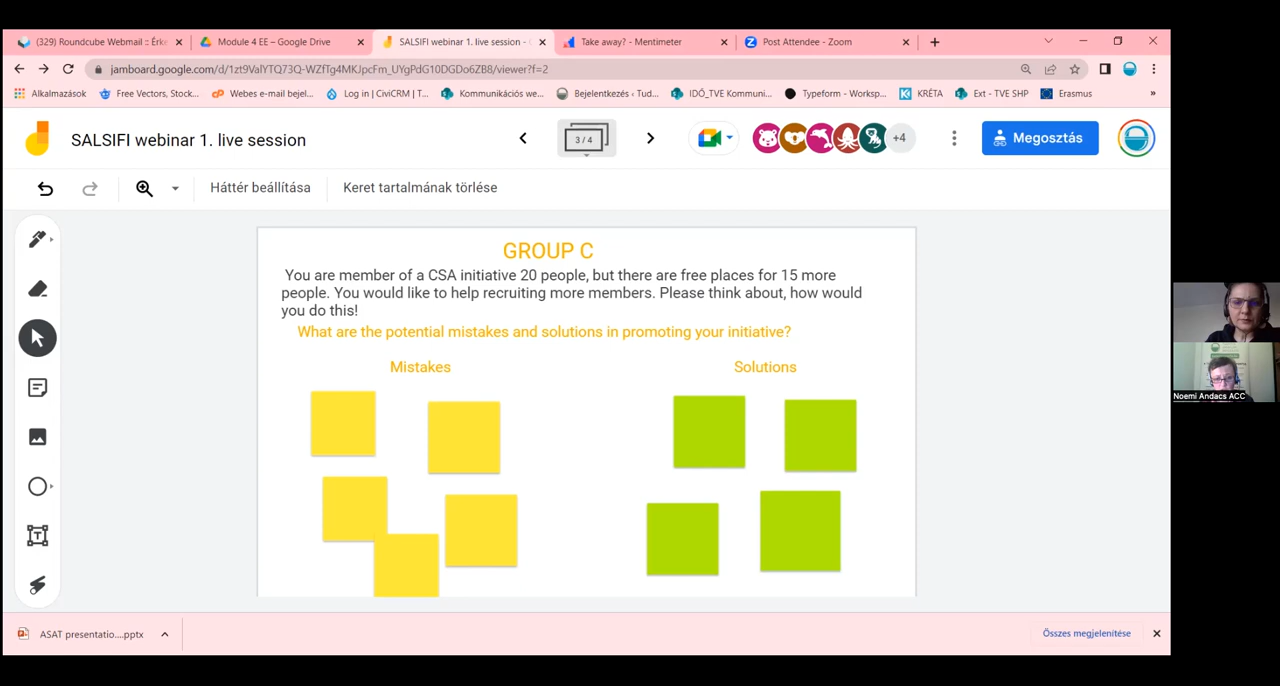 (329) Roundcube Webmail :: Érke
Module 4 EE – Google Drive
SALSIFI webinar 1. live session -
Take away? - Mentimeter
Post Attendee - Zoom
jamboard.google.com/d/1zt9ValYTQ73Q-WZfTg4MKJpcFm_UYgPdG10DGDo6ZB8/viewer?f=2
Alkalmazások
Free Vectors, Stock...
Webes e-mail bejel...
Log in | CiviCRM | T...
Kommunikációs we...
Bejelentkezés ‹ Tud...
IDŐ_TVE Kommuni...
Typeform - Worksp...
KRÉTA
Ext - TVE SHP
Erasmus
»
SALSIFI webinar 1. live session
3 / 4
+4
Megosztás
Háttér beállítása
Keret tartalmának törlése
GROUP C
You are member of a CSA initiative 20 people, but there are free places for 15 more
people. You would like to help recruiting more members. Please think about, how would
you do this!
What are the potential mistakes and solutions in promoting your initiative?
Mistakes
Solutions
Noemi Andacs ACC
ASAT presentatio....pptx
Összes megjelenítése